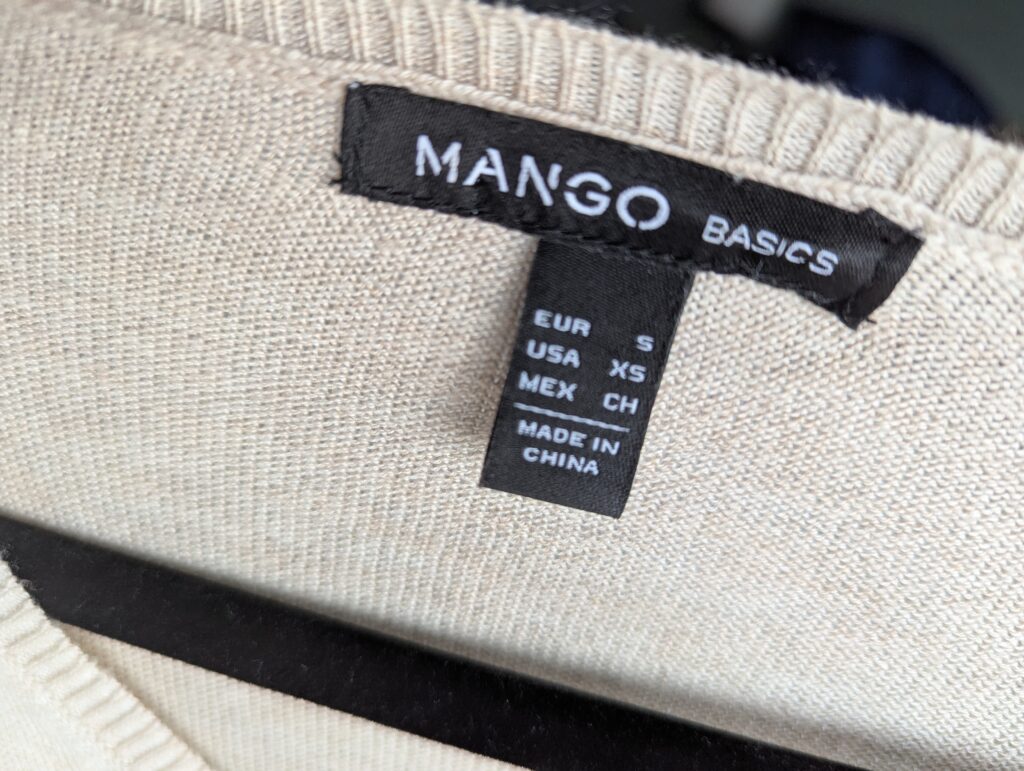 MANGO BASICS
EUR S
USA XS
MEX CH
MADE IN
CHINA